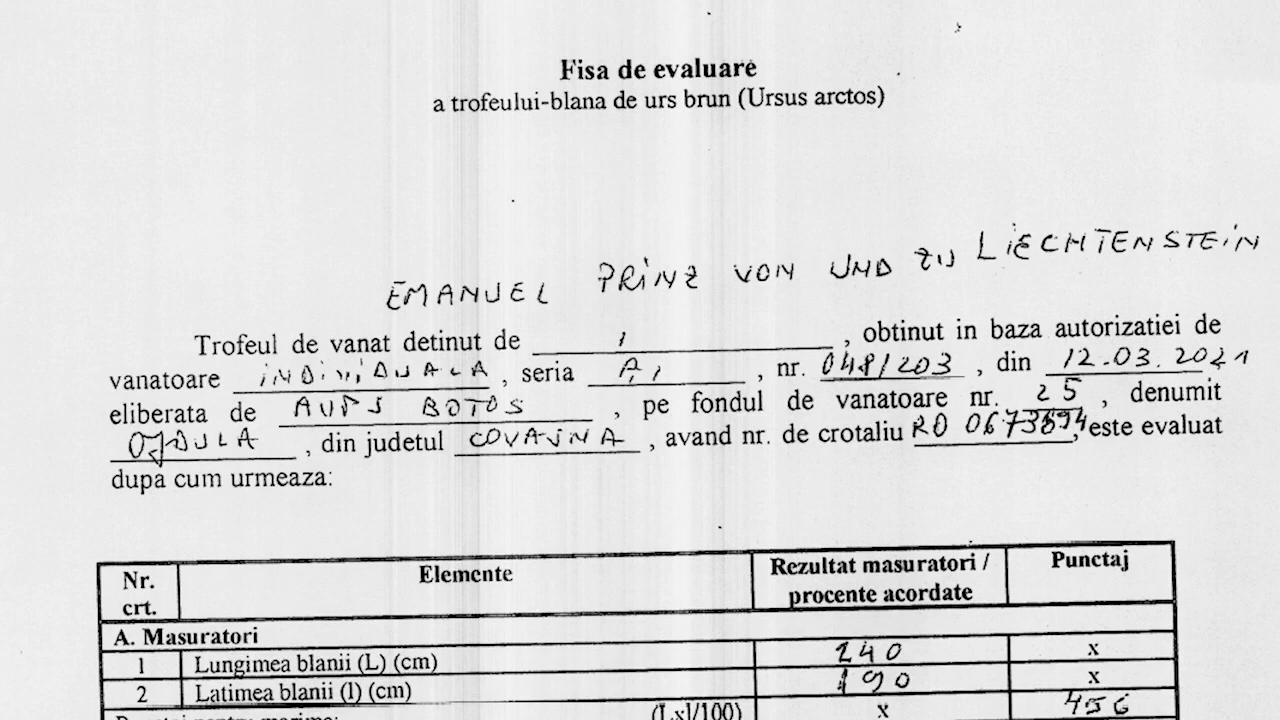 Fisa de evaluare
a trofeului-blana de urs brun (Ursus arctos)
EMANUEL PRINZ VON UND ZU LiECHTENSTEiN
Trofeul de vanat detinut de , obtinut in baza autorizatiei de
vanatoare iNDiViDUALA , seria A1 , nr. 048/203 , din 12.03.2021
eliberata de AVPS BOTOS , pe fondul de vanatoare nr. 25 , denumit
OJDULA , din judetul COVASNA , avand nr. de crotaliu RO 0673894, este evaluat
dupa cum urmeaza:
Nr. crt. Elemente Rezultat masuratori / procente acordate Punctaj
A. Masuratori
1 Lungimea blanii (L) (cm) 240 x
2 Latimea blanii (l) (cm) 190 x
(Lxl/100) x 456